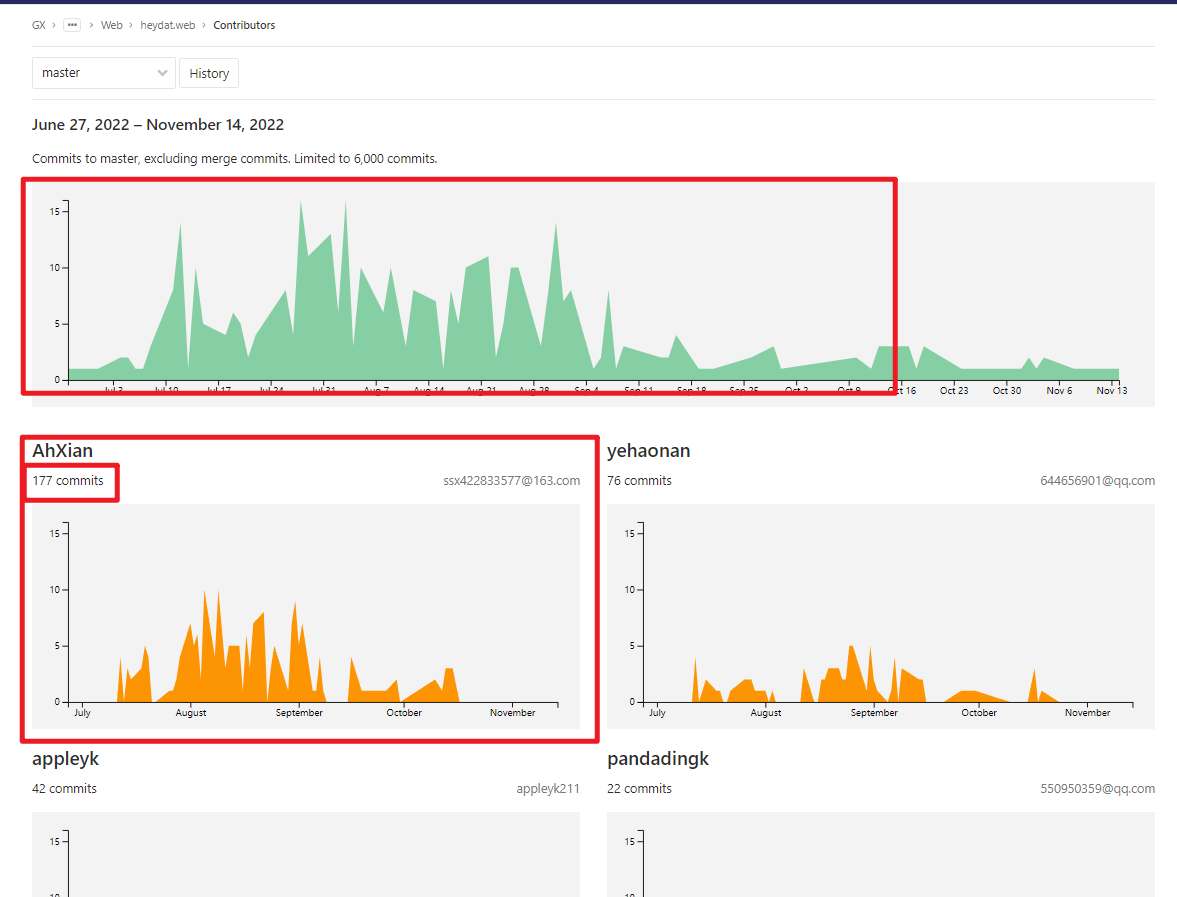 GX › ••• › Web › heydat.web › Contributors
master History
June 27, 2022 – November 14, 2022
Commits to master, excluding merge commits. Limited to 6,000 commits.
15
10
5
0
Jul 3 Jul 10 Jul 17 Jul 24 Jul 31 Aug 7 Aug 14 Aug 21 Aug 28 Sep 4 Sep 11 Sep 18 Sep 25 Oct 2 Oct 9 Oct 16 Oct 23 Oct 30 Nov 6 Nov 13
AhXian yehaonan
177 commits ssx422833577@163.com 76 commits 644656901@qq.com
15 15
10 10
5 5
0 0
July August September October November July August September October November
appleyk pandadingk
42 commits appleyk211 22 commits 550950359@qq.com
15 15
10 10